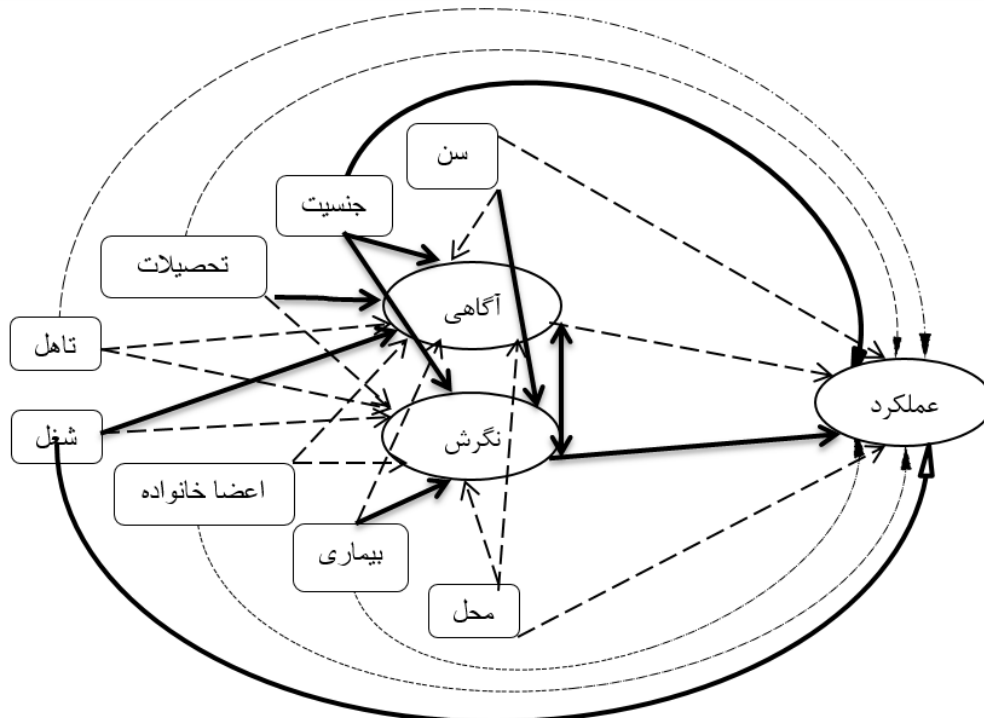 سن
جنسیت
تحصیلات
آگاهی
تاهل
عملکرد
شغل
نگرش
اعضا خانواده
بیماری
محل